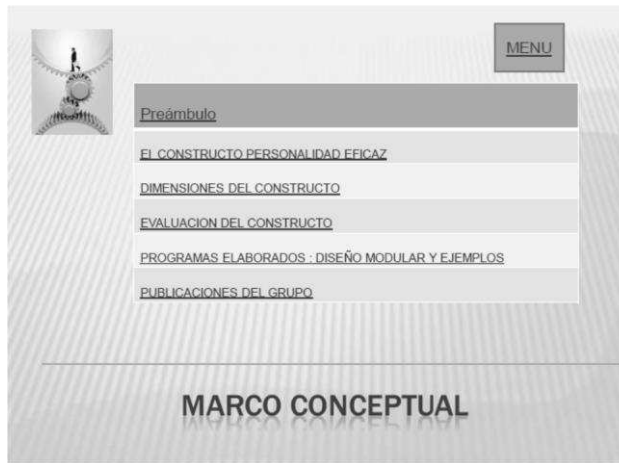 MENU
Preámbulo
El CONSTRUCTO PERSONALIDAD EFICAZ
DIMENSIONES DEL CONSTRUCTO
EVALUACION DEL CONSTRUCTO
PROGRAMAS ELABORADOS : DISEÑO MODULAR Y EJEMPLOS
PUBLICACIONES DEL GRUPO
MARCO CONCEPTUAL